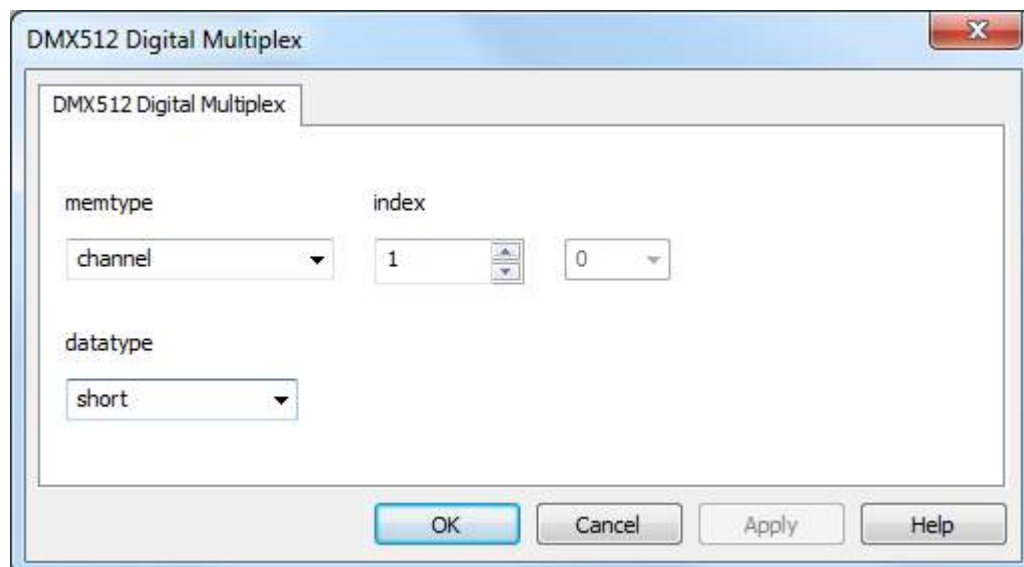 DMX512 Digital Multiplex
DMX512 Digital Multiplex
memtype index
channel 1 0
datatype
short
OK Cancel Apply Help